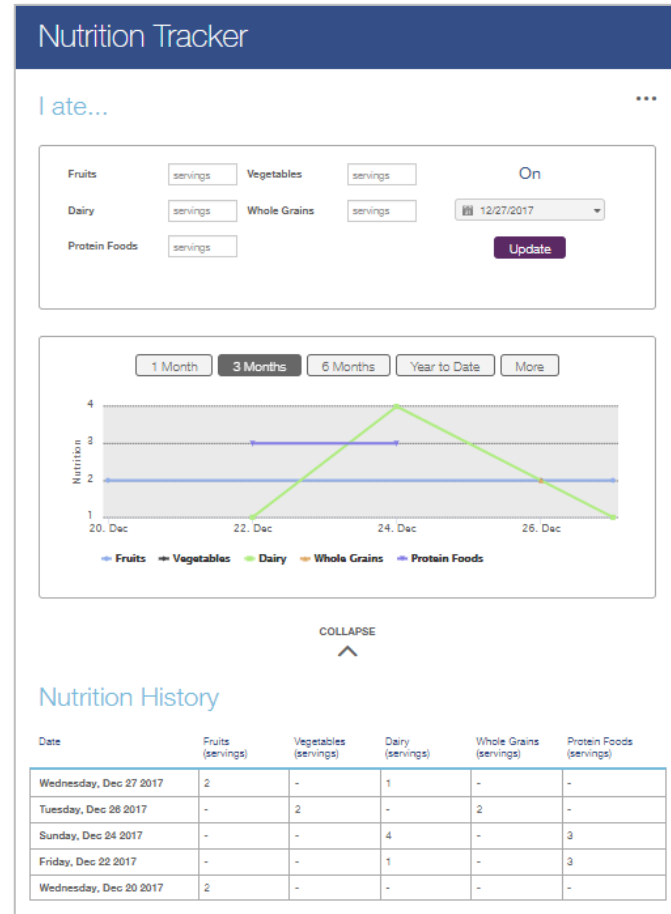 Nutrition Tracker
I ate...
Fruits servings Vegetables servings On
Dairy servings Whole Grains servings 12/27/2017
Protein Foods servings Update
1 Month 3 Months 6 Months Year to Date More
4
3
2
1
Nutrition
20. Dec 22. Dec 24. Dec 26. Dec
Fruits Vegetables Dairy Whole Grains Protein Foods
COLLAPSE
Nutrition History
Date Fruits (servings) Vegetables (servings) Dairy (servings) Whole Grains (servings) Protein Foods (servings)
Wednesday, Dec 27 2017 2 - 1 - -
Tuesday, Dec 26 2017 - 2 - 2 -
Sunday, Dec 24 2017 - - 4 - 3
Friday, Dec 22 2017 - - 1 - 3
Wednesday, Dec 20 2017 2 - - - -